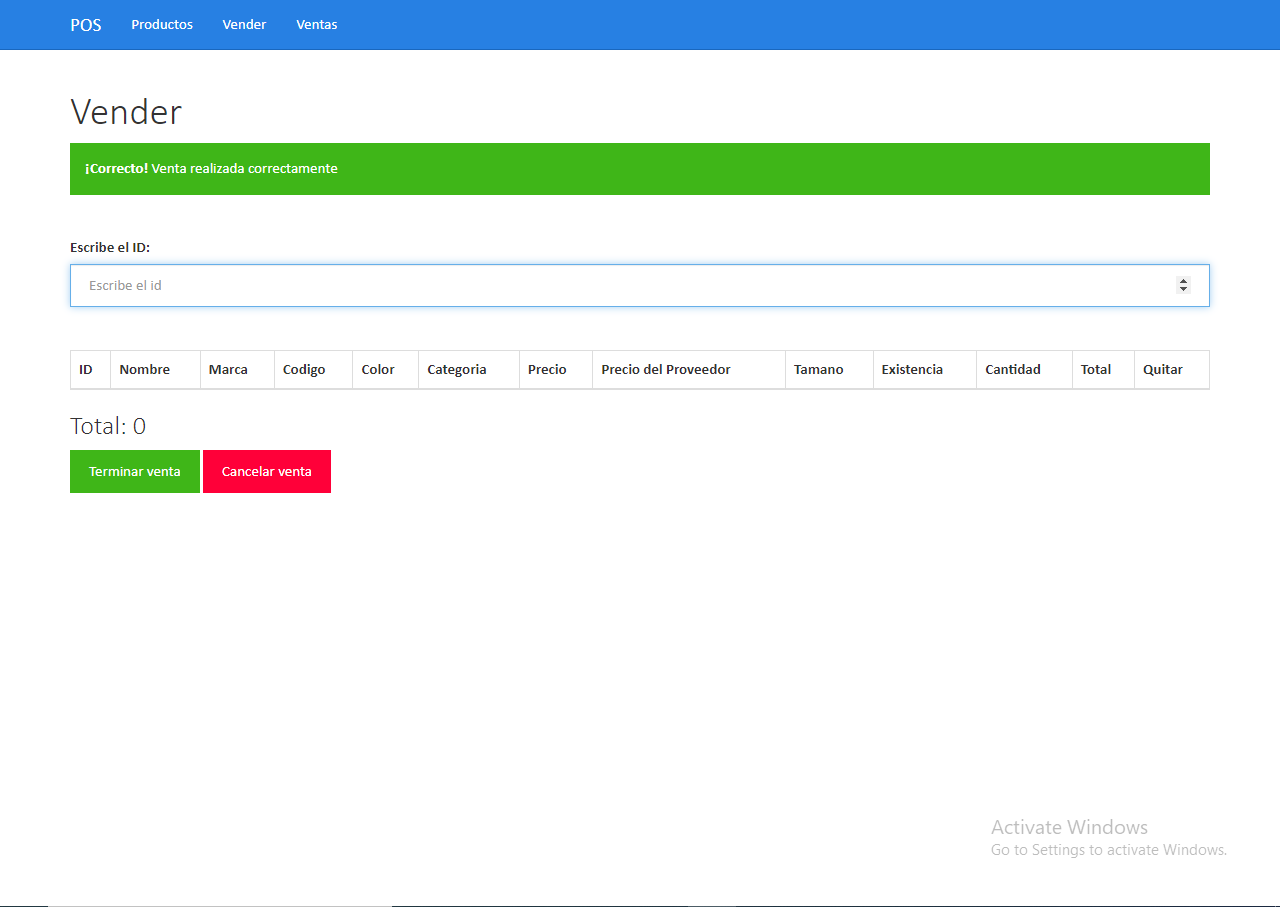 POS Productos Vender Ventas
Vender
¡Correcto! Venta realizada correctamente
Escribe el ID:
Escribe el id
ID Nombre Marca Codigo Color Categoria Precio Precio del Proveedor Tamano Existencia Cantidad Total Quitar
Total: 0
Terminar venta Cancelar venta
Activate Windows
Go to Settings to activate Windows.